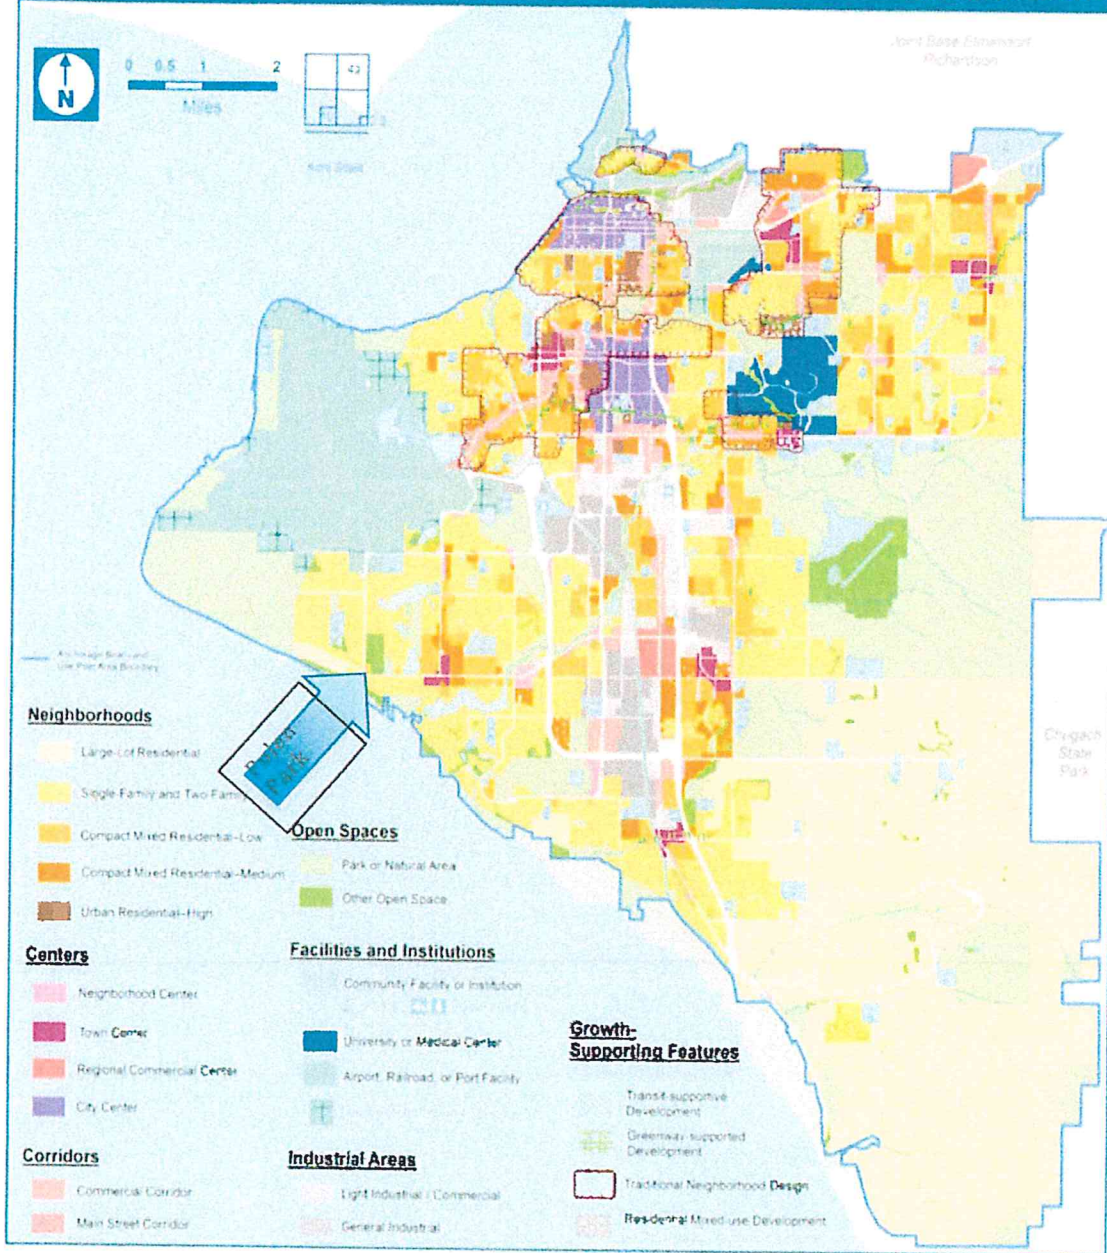 Joint Base Elmendorf
Richardson
N
0 0.5 1 2
Miles
Chugach
State
Park
Park
Neighborhoods
Large-Lot Residential
Single Family and Two Family
Compact Mixed Residential-Low
Compact Mixed Residential-Medium
Urban Residential-High
Centers
Neighborhood Center
Town Center
Regional Commercial Center
City Center
Corridors
Commercial Corridor
Main Street Corridor
Open Spaces
Park or Natural Area
Other Open Space
Facilities and Institutions
Community Facility or Institution
University or Medical Center
Airport, Railroad, or Port Facility
Industrial Areas
Light Industrial / Commercial
General Industrial
Growth-
Supporting Features
Transit-supportive
Development
Greenway-supported
Development
Traditional Neighborhood Design
Residential Mixed-use Development